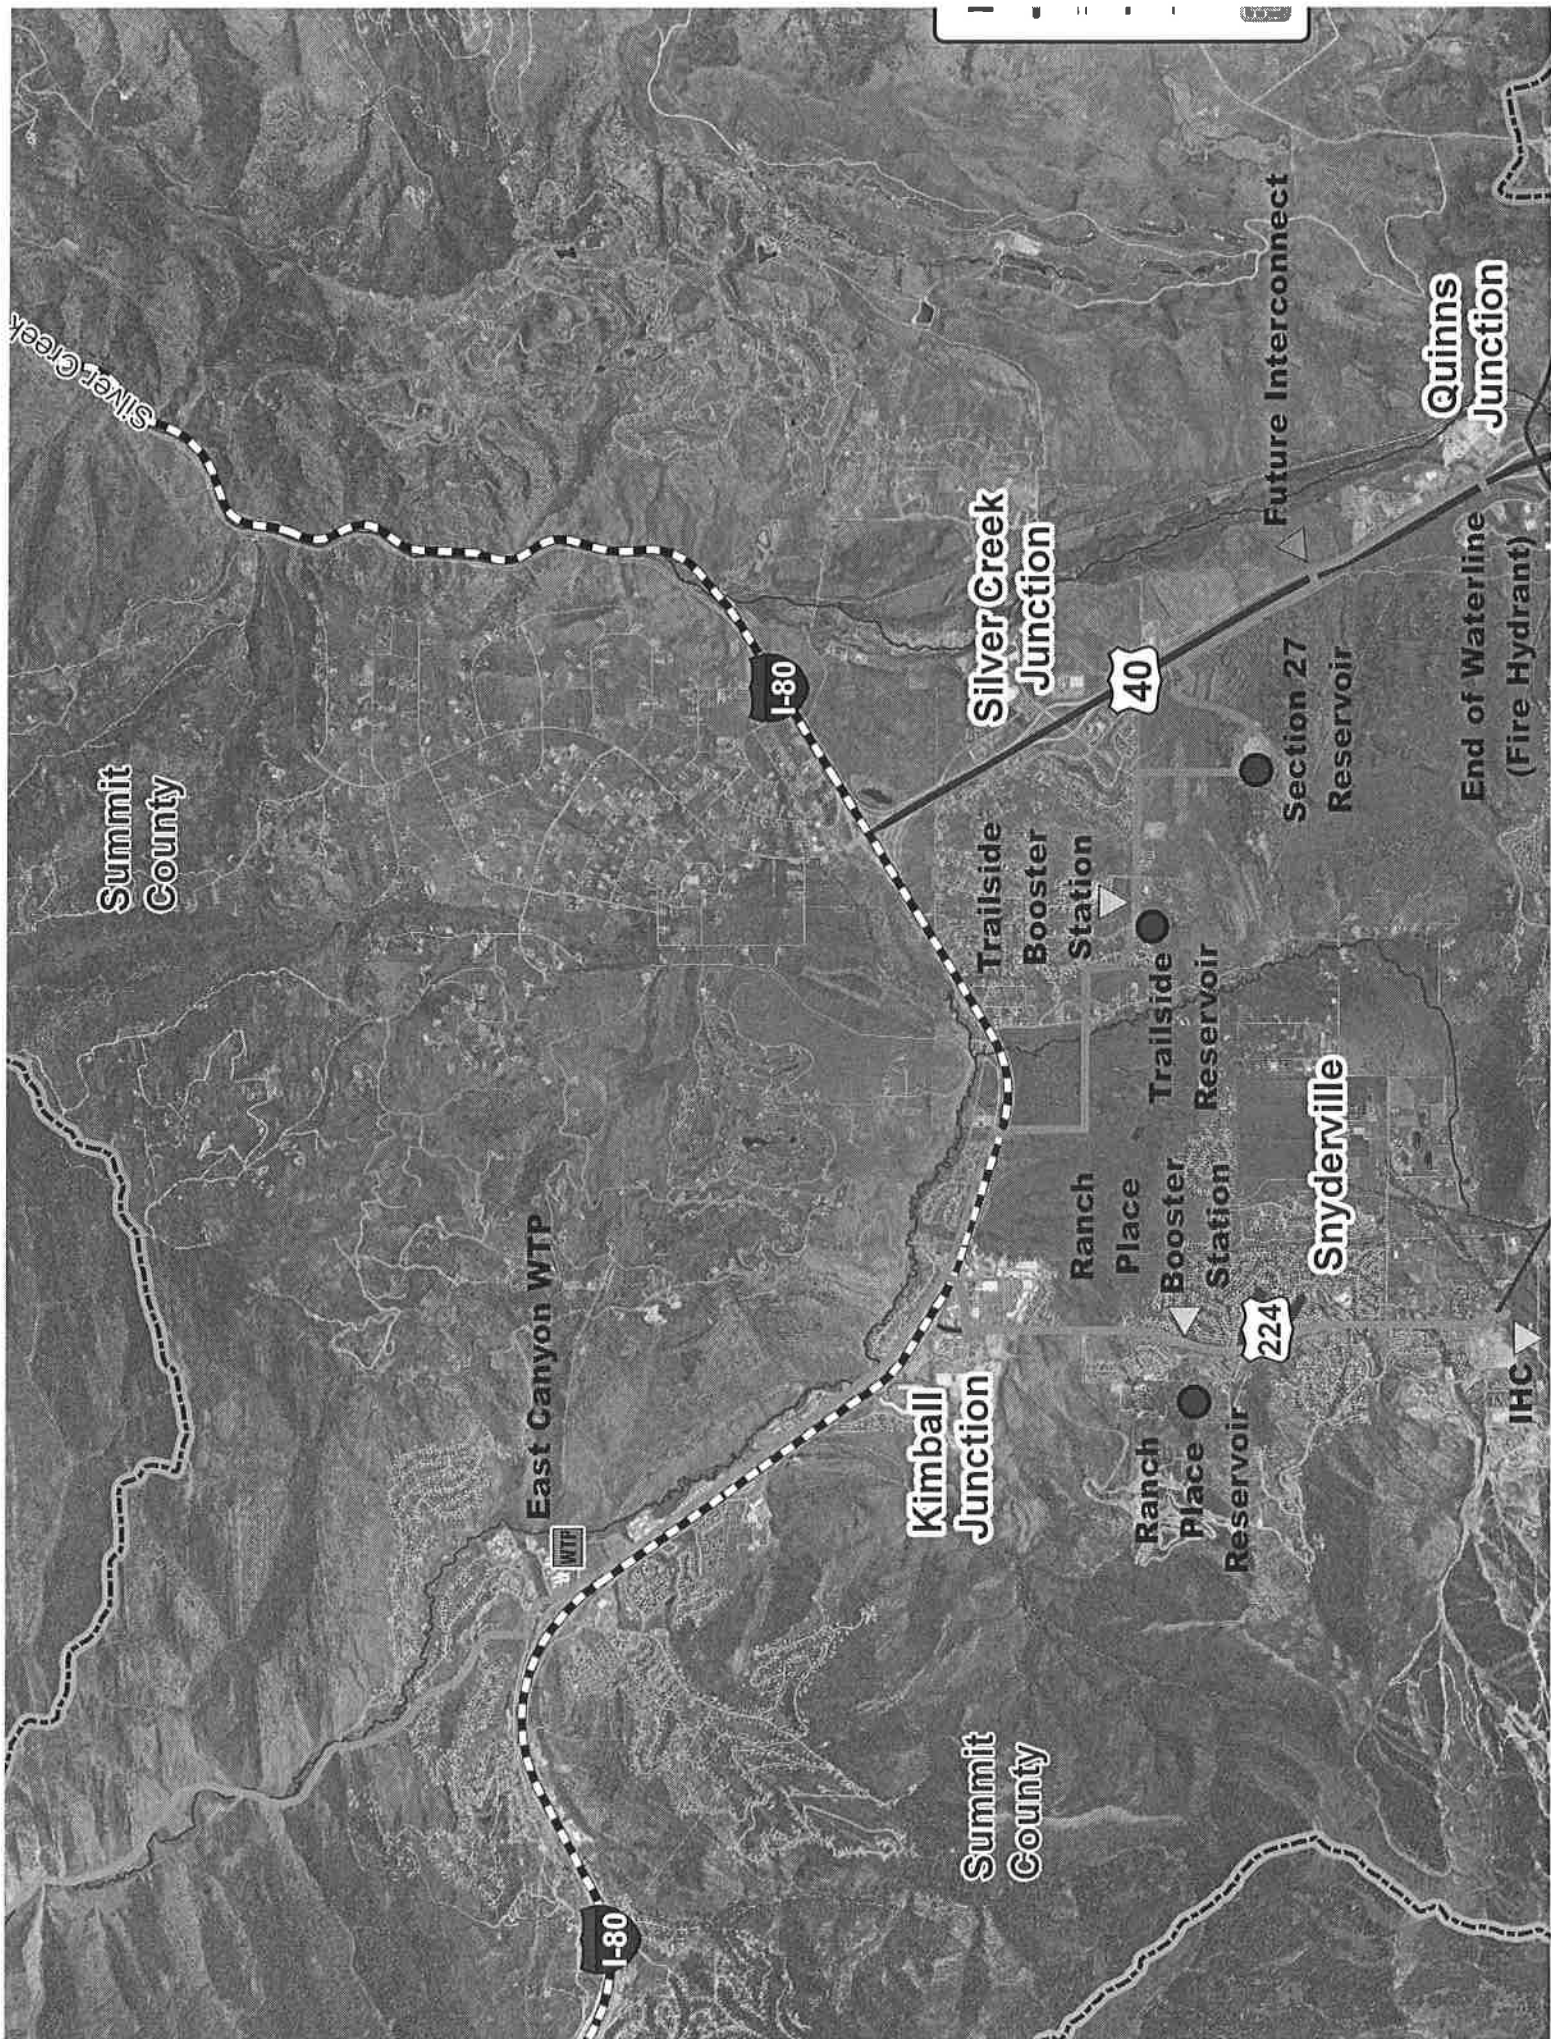 Silver Creek
Summit
County
I-80
East Canyon WTP
WTP
I-80
Silver Creek
Junction
40
Future Interconnect
Quinns
Junction
Trailside
Booster
Station
Section 27
Reservoir
End of Waterline
(Fire Hydrant)
Trailside
Reservoir
Ranch
Place
Booster
Station
Snyderville
224
Kimball
Junction
Ranch
Place
Reservoir
IHC
Summit
County